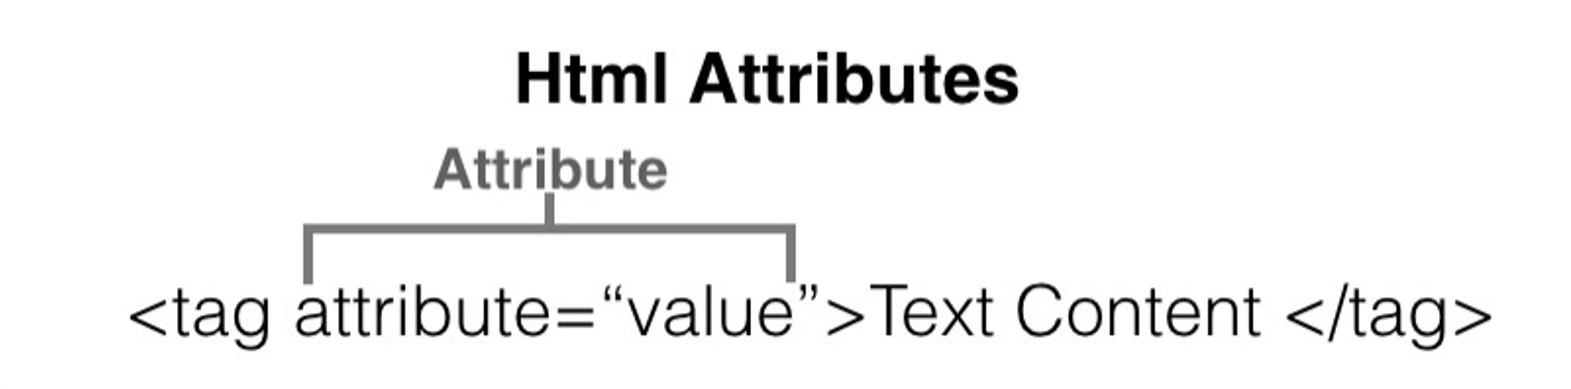 Html Attributes
Attribute
<tag attribute=“value”>Text Content </tag>